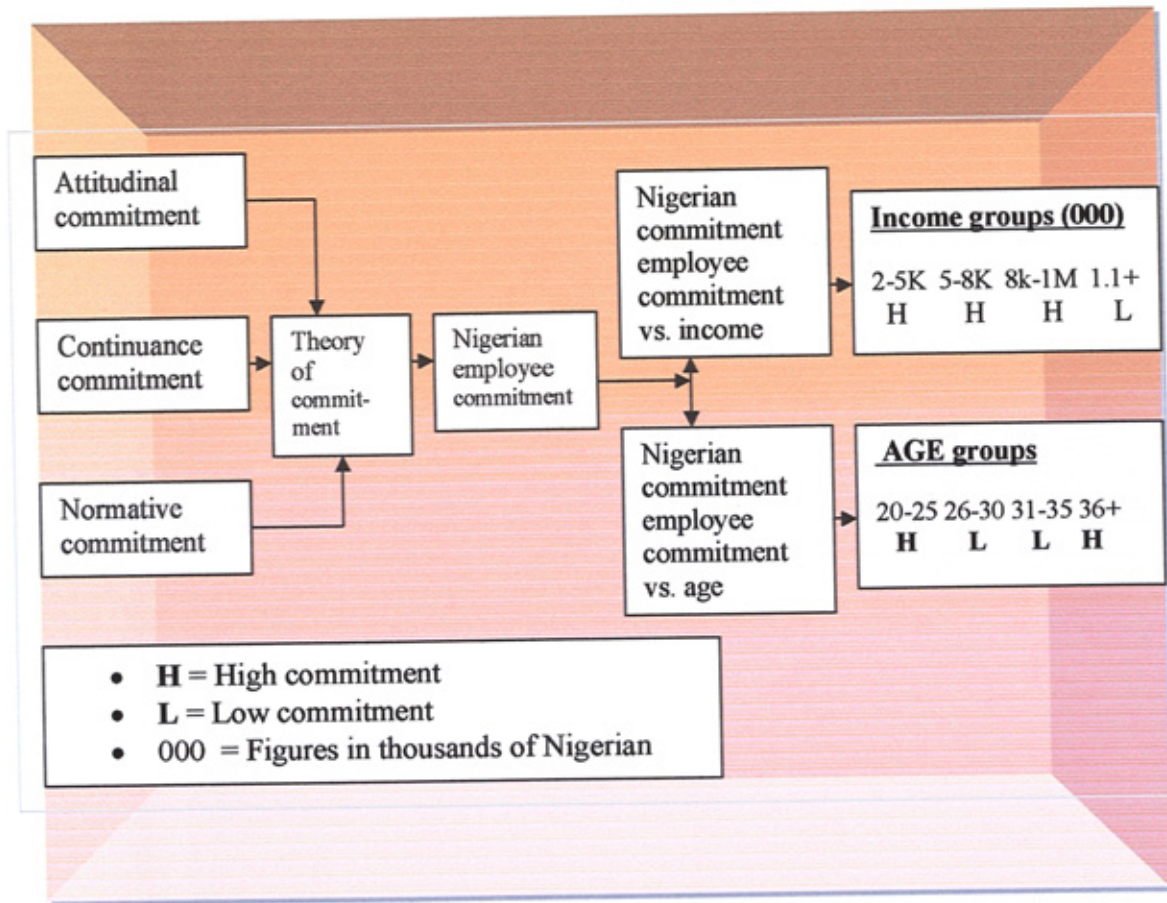 Attitudinal
commitment
Continuance
commitment
Normative
commitment
Theory
of
commit-
ment
Nigerian
employee
commitment
Nigerian
commitment
employee
commitment
vs. income
Nigerian
commitment
employee
commitment
vs. age
Income groups (000)
2-5K 5-8K 8k-1M 1.1+
H H H L
AGE groups
20-25 26-30 31-35 36+
H L L H
• H = High commitment
• L = Low commitment
• 000 = Figures in thousands of Nigerian